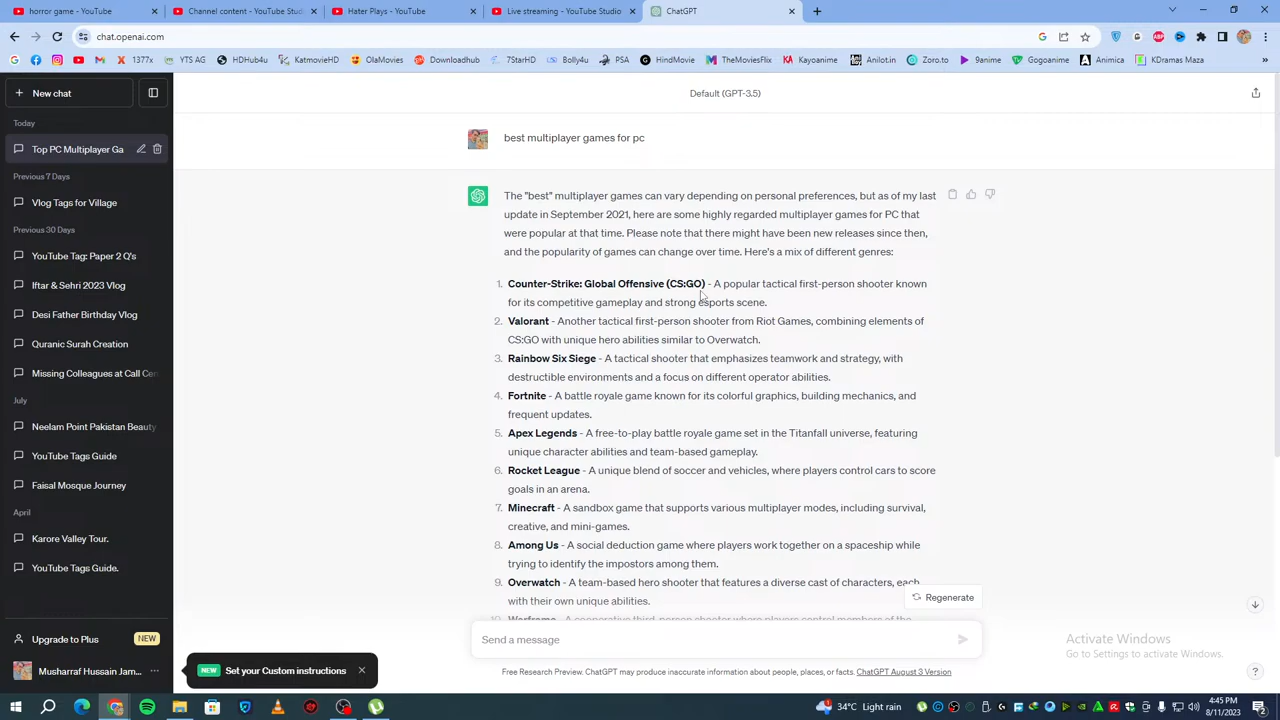 content - YouTube Studio
Channel content - YouTube Studio
Hater Plays - YouTube
Live streaming - YouTube Studio
ChatGPT
chat.openai.com
YTS AG
HDHub4u
KatmovieHD
OlaMovies
Downloadhub
7StarHD
Bolly4u
PSA
HindMovie
TheMoviesFlix
Kayoanime
Anilot.in
Zoro.to
9anime
Gogoanime
Animica
KDramas Maza
New chat
Default (GPT-3.5)
Today
Top PC Multiplayer Ga
Previous 7 Days
Vlog Tags for Village
Previous 30 Days
YouTube Tag: Paper 2 Q's
Iftar & Sehri 2023 Vlog
Desi Father Birthday Vlog
Quranic Surah Creation
Missing Colleagues at Call Cen
July
Neelam Point Pakistan Beauty
YouTube Tags Guide
Faisal Mosque Journey
April
Karore Valley Tour.
YouTube Tags Guide.
Upgrade to Plus NEW
Musharraf Hussain Jam... ...
NEW Set your Custom instructions
best multiplayer games for pc
The "best" multiplayer games can vary depending on personal preferences, but as of my last
update in September 2021, here are some highly regarded multiplayer games for PC that
were popular at that time. Please note that there might have been new releases since then,
and the popularity of games can change over time. Here's a mix of different genres:
1. Counter-Strike: Global Offensive (CS:GO) - A popular tactical first-person shooter known
for its competitive gameplay and strong esports scene.
2. Valorant - Another tactical first-person shooter from Riot Games, combining elements of
CS:GO with unique hero abilities similar to Overwatch.
3. Rainbow Six Siege - A tactical shooter that emphasizes teamwork and strategy, with
destructible environments and a focus on different operator abilities.
4. Fortnite - A battle royale game known for its colorful graphics, building mechanics, and
frequent updates.
5. Apex Legends - A free-to-play battle royale game set in the Titanfall universe, featuring
unique character abilities and team-based gameplay.
6. Rocket League - A unique blend of soccer and vehicles, where players control cars to score
goals in an arena.
7. Minecraft - A sandbox game that supports various multiplayer modes, including survival,
creative, and mini-games.
8. Among Us - A social deduction game where players work together on a spaceship while
trying to identify the impostors among them.
9. Overwatch - A team-based hero shooter that features a diverse cast of characters, each
with their own unique abilities.
10. Warframe - A cooperative third-person shooter where players control members of the
Regenerate
Send a message
Free Research Preview. ChatGPT may produce inaccurate information about people, places, or facts. ChatGPT August 3 Version
Activate Windows
Go to Settings to activate Windows.
34°C Light rain
4:45 PM
8/11/2023